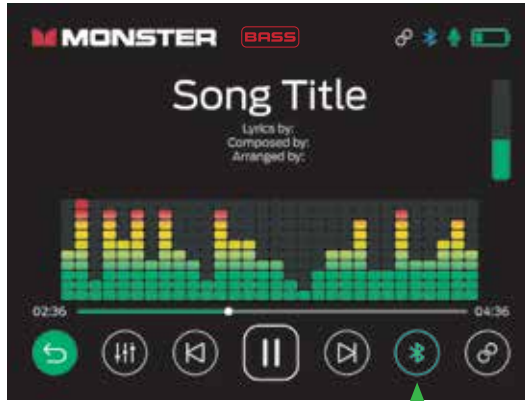 MONSTER BASS
Song Title
Lyrics by:
Composed by:
Arranged by:
02:36 04:36